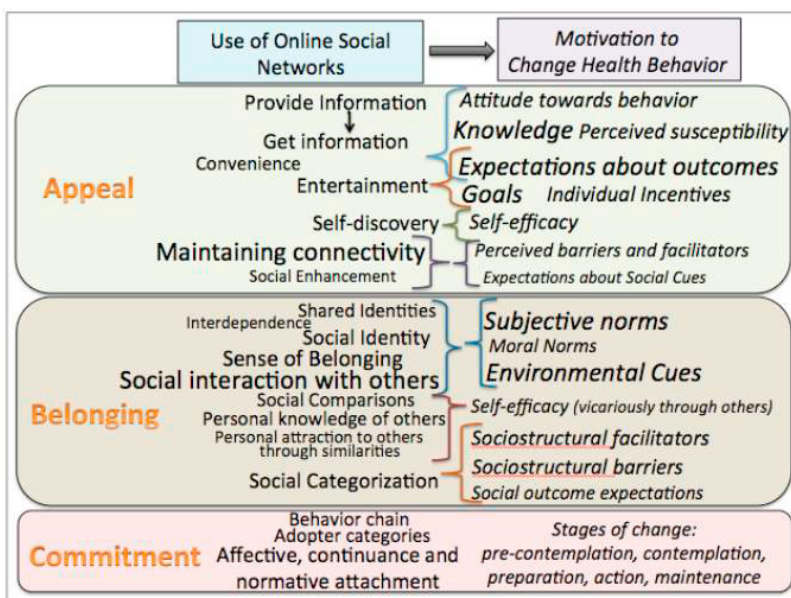 Use of Online Social
Networks
Motivation to
Change Health Behavior
Appeal
Provide Information
Get information
Convenience
Entertainment
Self-discovery
Maintaining connectivity
Social Enhancement
Attitude towards behavior
Knowledge Perceived susceptibility
Expectations about outcomes
Goals Individual Incentives
Self-efficacy
Perceived barriers and facilitators
Expectations about Social Cues
Belonging
Shared Identities
Interdependence
Social Identity
Sense of Belonging
Social interaction with others
Social Comparisons
Personal knowledge of others
Personal attraction to others
through similarities
Social Categorization
Subjective norms
Moral Norms
Environmental Cues
Self-efficacy (vicariously through others)
Sociostructural facilitators
Sociostructural barriers
Social outcome expectations
Commitment
Behavior chain
Adopter categories
Affective, continuance and
normative attachment
Stages of change:
pre-contemplation, contemplation,
preparation, action, maintenance